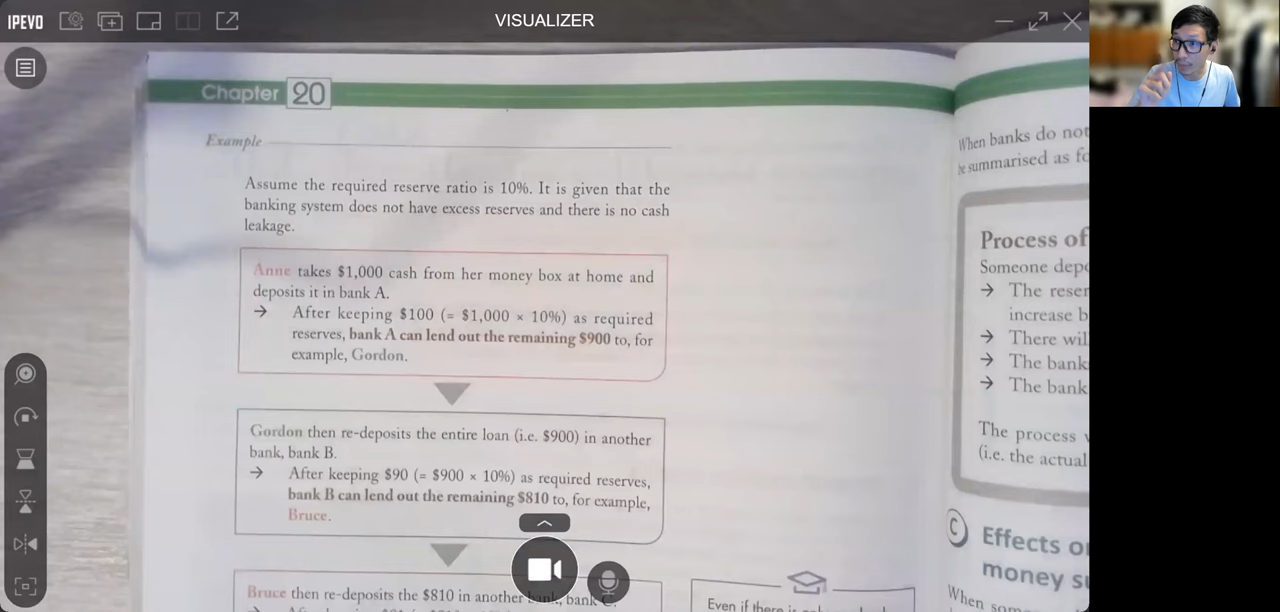 IPEVO
VISUALIZER
Chapter 20
Example
Assume the required reserve ratio is 10%. It is given that the
banking system does not have excess reserves and there is no cash
leakage.
Anne takes $1,000 cash from her money box at home and
deposits it in bank A.
→ After keeping $100 (= $1,000 × 10%) as required
reserves, bank A can lend out the remaining $900 to, for
example, Gordon.
Gordon then re-deposits the entire loan (i.e. $900) in another
bank, bank B.
→ After keeping $90 (= $900 × 10%) as required reserves,
bank B can lend out the remaining $810 to, for example,
Bruce.
Bruce then re-deposits the $810 in another bank, bank C.
Even if there is
When banks do not
be summarised as
Process of
Someone
→ The
increase
→ There
→ The bank
→ The bank
The process
(i.e. the actual
C Effects
money
When